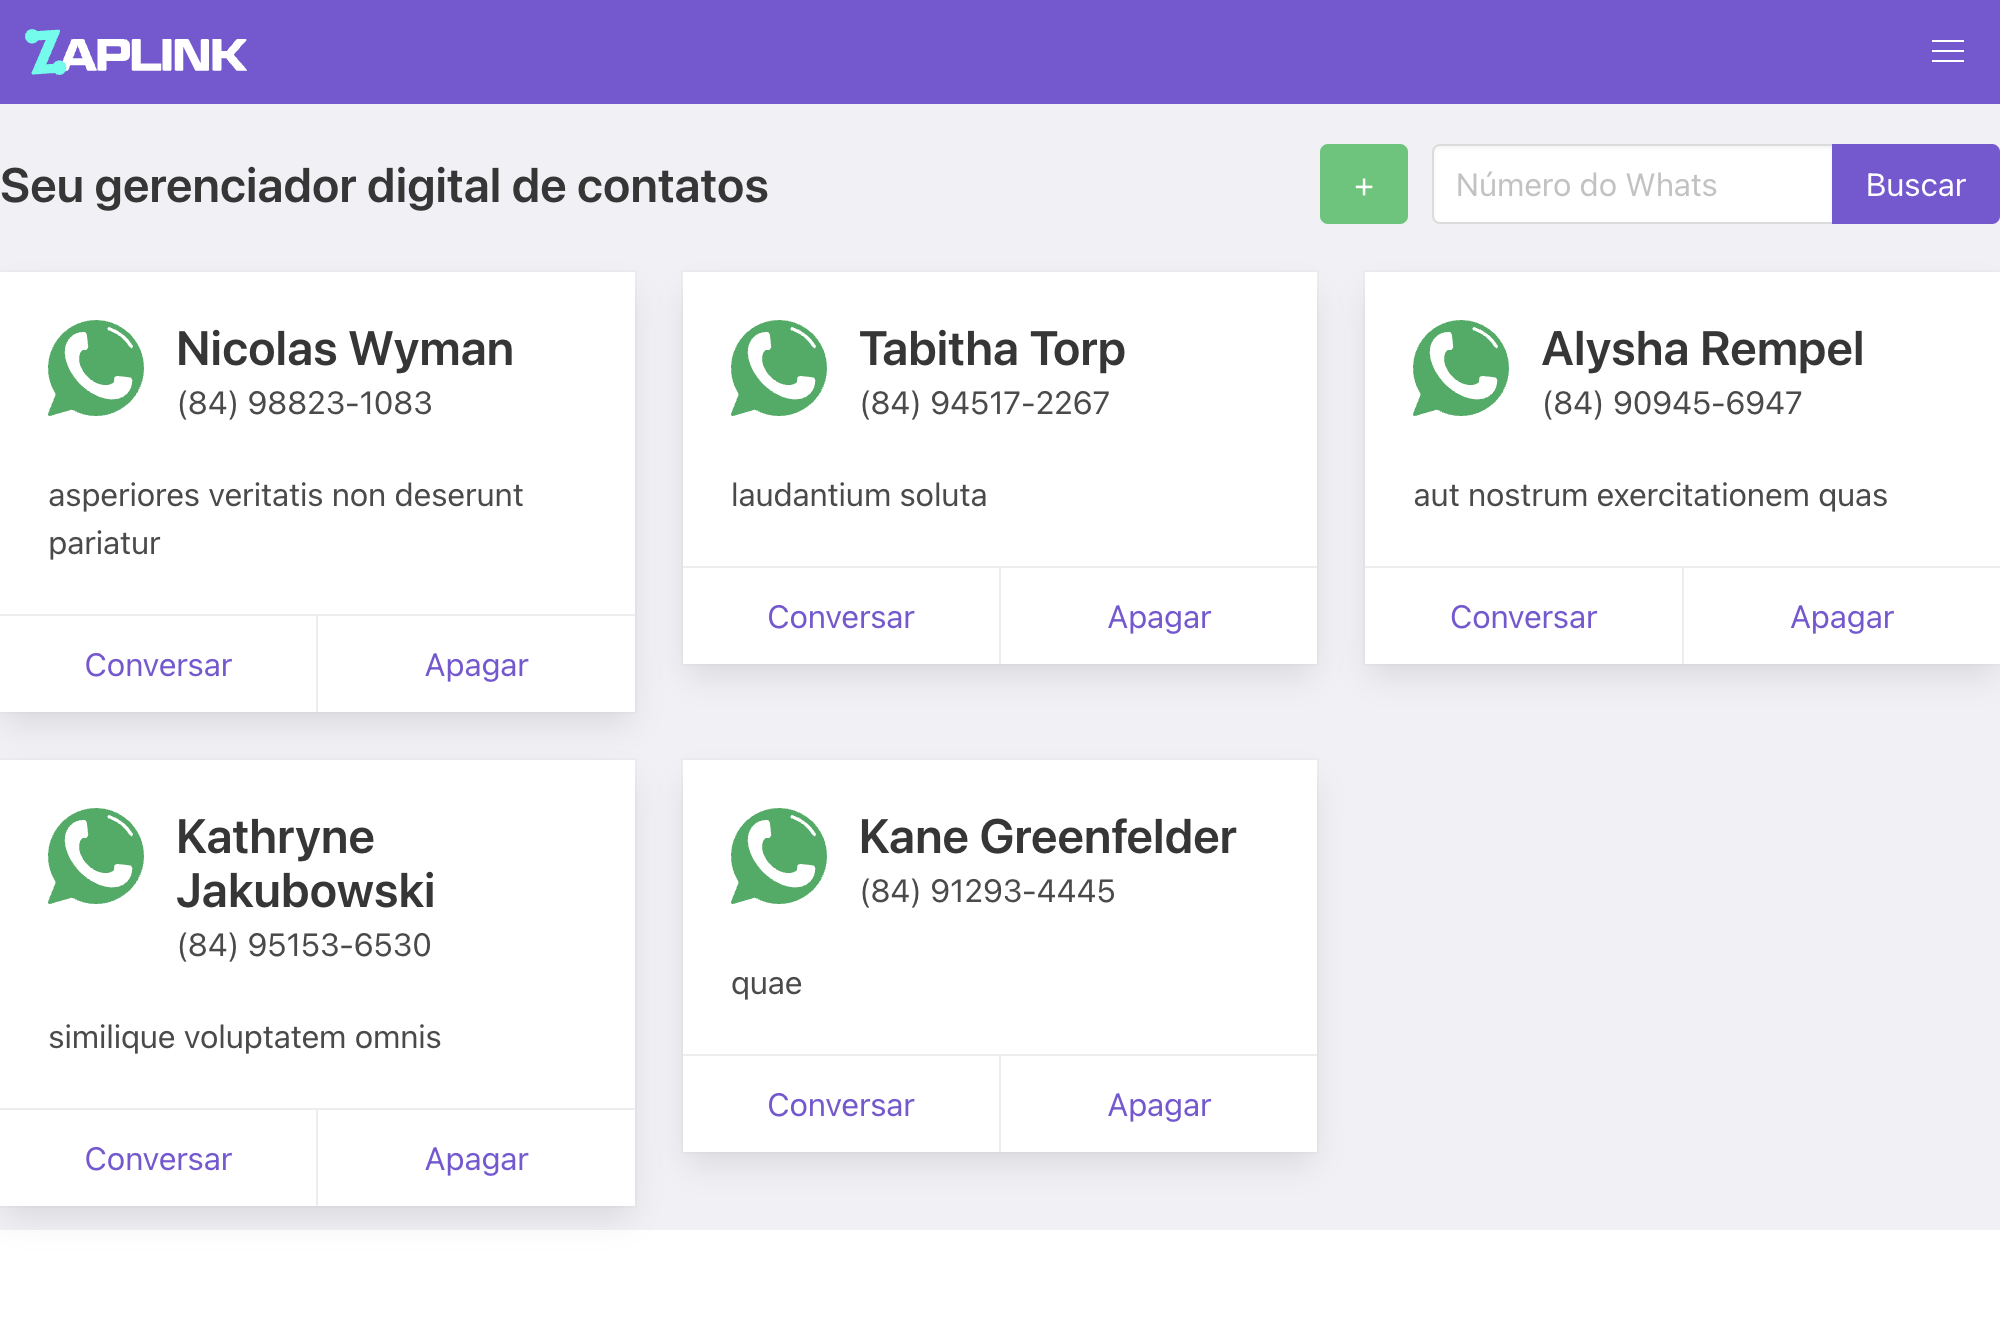 ZAPLINK
Seu gerenciador digital de contatos
+
Número do Whats
Buscar
Nicolas Wyman
(84) 98823-1083
asperiores veritatis non deserunt
pariatur
Conversar
Apagar
Tabitha Torp
(84) 94517-2267
laudantium soluta
Conversar
Apagar
Alysha Rempel
(84) 90945-6947
aut nostrum exercitationem quas
Conversar
Apagar
Kathryne
Jakubowski
(84) 95153-6530
similique voluptatem omnis
Conversar
Apagar
Kane Greenfelder
(84) 91293-4445
quae
Conversar
Apagar